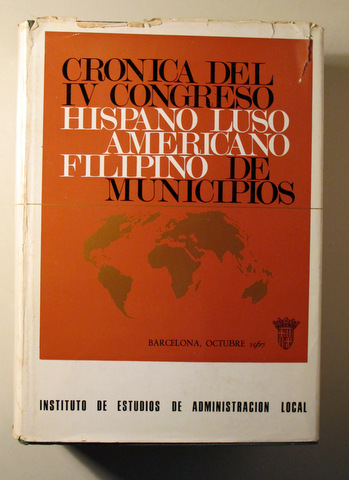 CRONICA DEL
IV CONGRESO
HISPANO LUSO
AMERICANO
FILIPINO DE
MUNICIPIOS
BARCELONA, OCTUBRE 1967
INSTITUTO DE ESTUDIOS DE ADMINISTRACION LOCAL